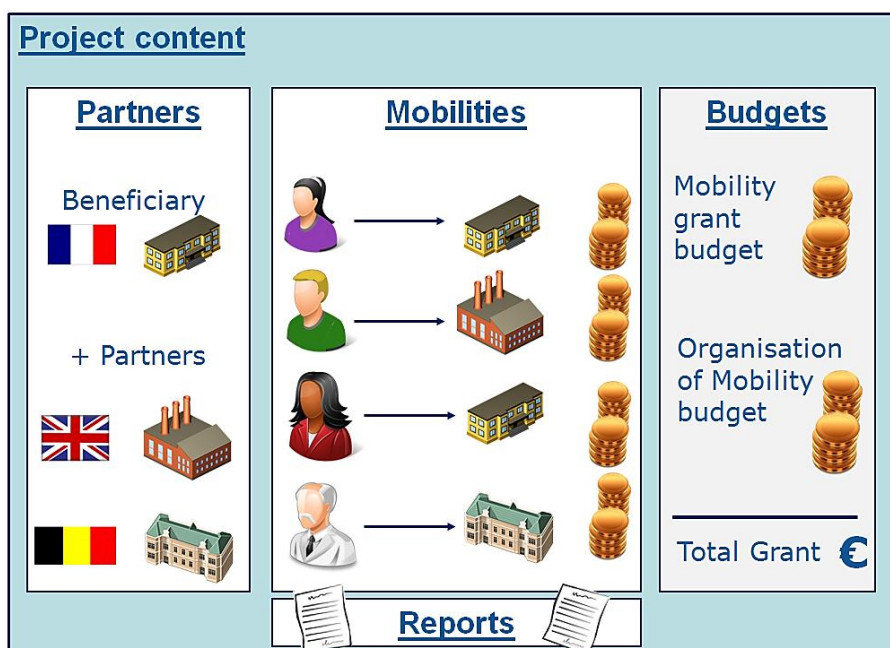 Project content
Partners
Beneficiary
+ Partners
Mobilities
Budgets
Mobility
grant
budget
Organisation
of Mobility
budget
Total Grant €
Reports